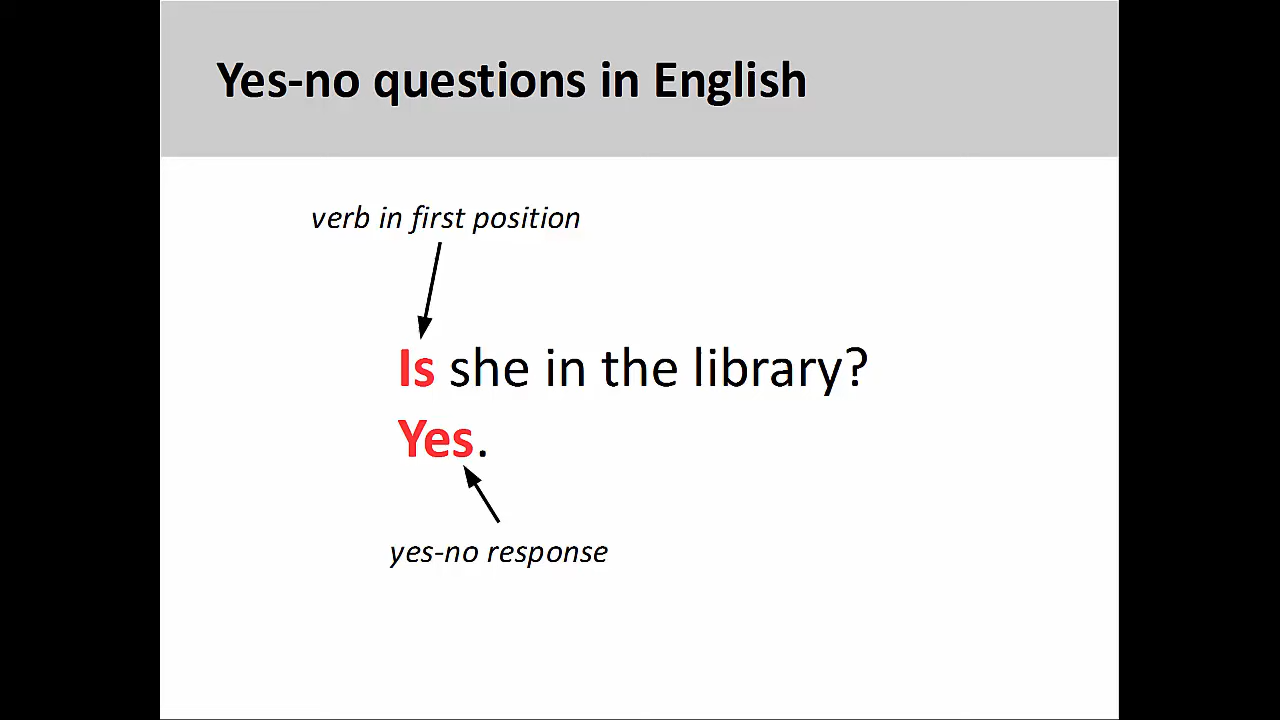 Yes-no questions in English
verb in first position
Is she in the library?
Yes.
yes-no response